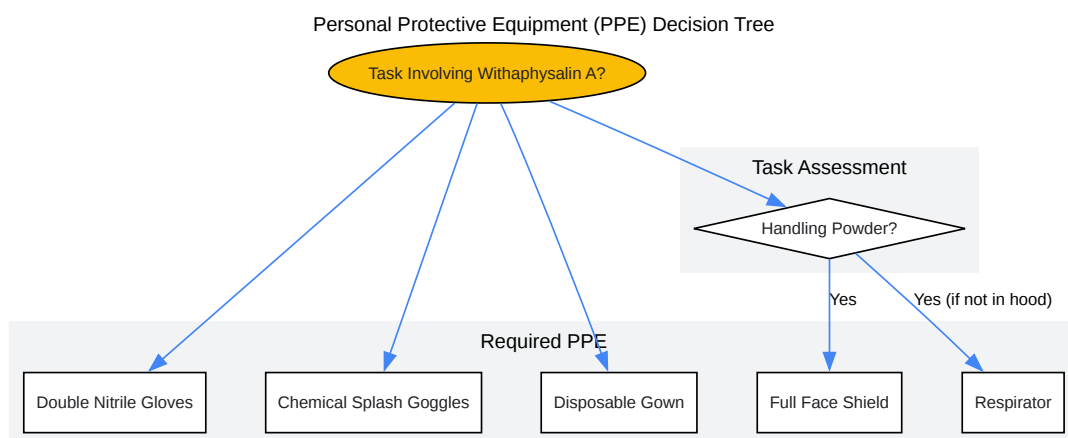 Personal Protective Equipment (PPE) Decision Tree
Task Involving Withaphysalin A?
Task Assessment
Handling Powder?
Yes
Yes (if not in hood)
Required PPE
Double Nitrile Gloves
Chemical Splash Goggles
Disposable Gown
Full Face Shield
Respirator